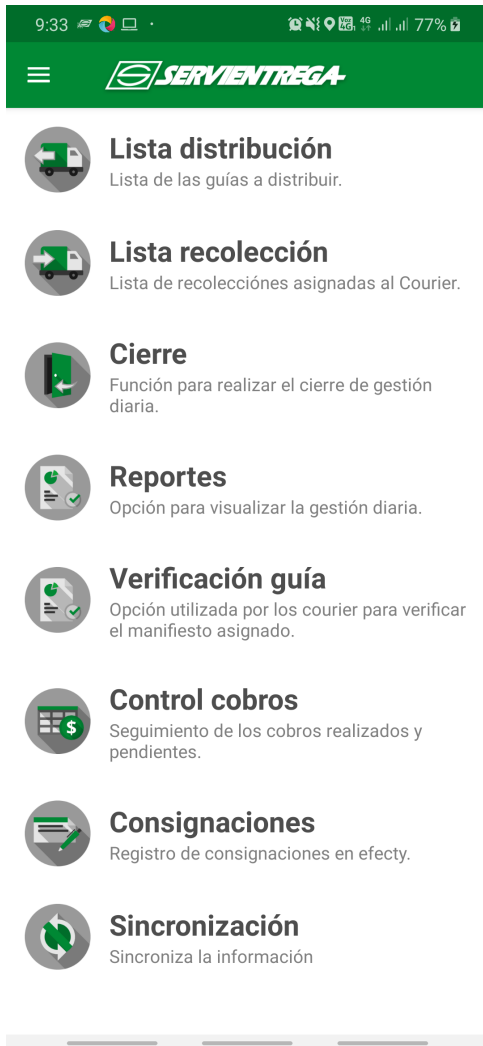 9:33 77%
SERVIENTREGA
Lista distribución
Lista de las guías a distribuir.
Lista recolección
Lista de recolecciónes asignadas al Courier.
Cierre
Función para realizar el cierre de gestión
diaria.
Reportes
Opción para visualizar la gestión diaria.
Verificación guía
Opción utilizada por los courier para verificar
el manifiesto asignado.
Control cobros
Seguimiento de los cobros realizados y
pendientes.
$
Consignaciones
Registro de consignaciones en efecty.
Sincronización
Sincroniza la información